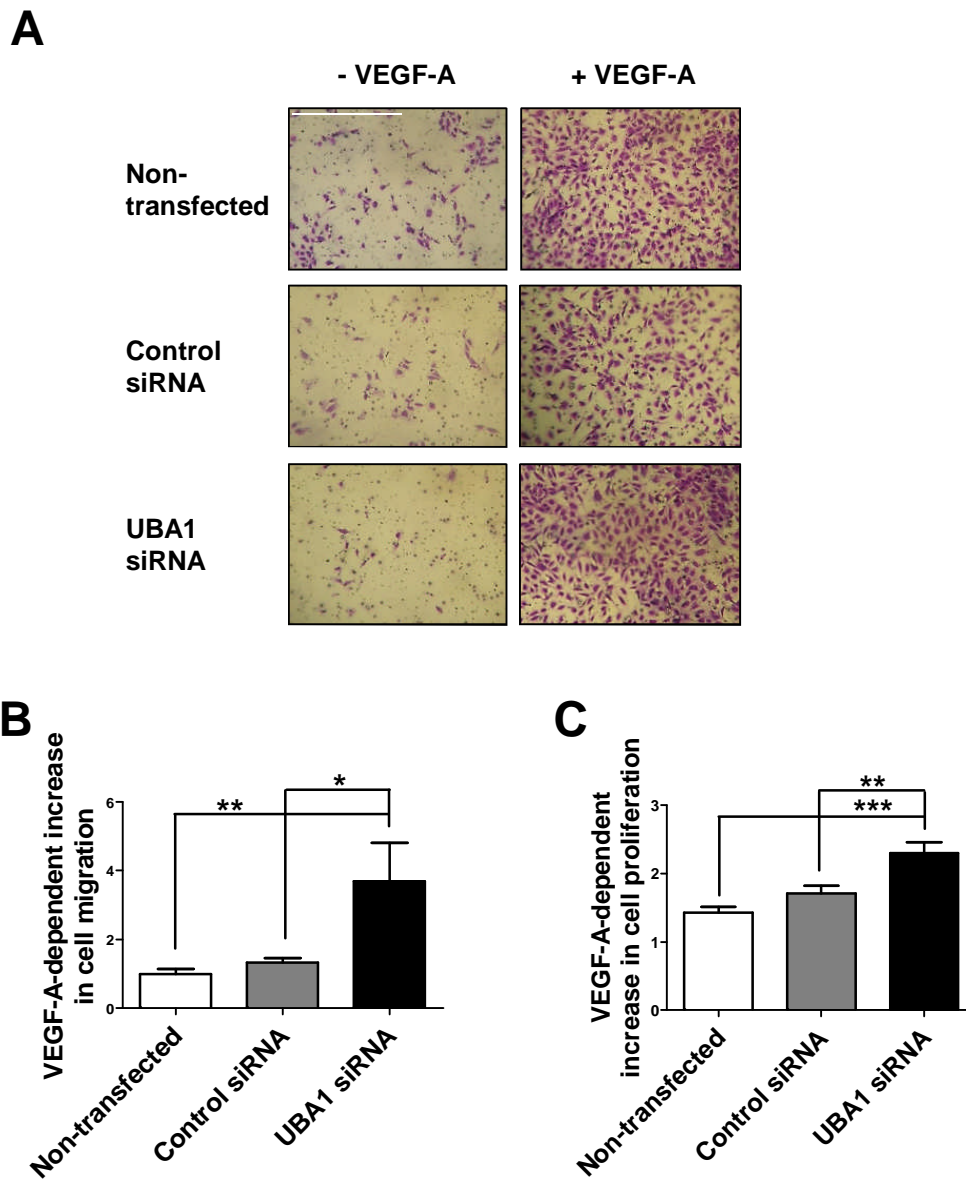 A
- VEGF-A
+ VEGF-A
Non-
transfected
Control
siRNA
UBA1
siRNA
B
VEGF-A-dependent increase
in cell migration
6
4
2
0
**
*
Non-transfected
Control siRNA
UBA1 siRNA
C
VEGF-A-dependent
increase in cell proliferation
3
2
1
0
**
***
Non-transfected
Control siRNA
UBA1 siRNA